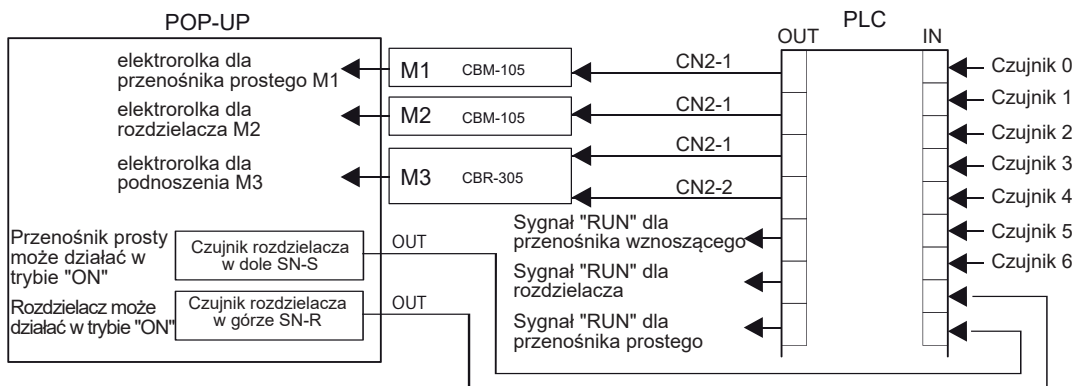 POP-UP
PLC
OUT
IN
elektrorolka dla
przenośnika prostego M1
M1 CBM-105
CN2-1
Czujnik 0
Czujnik 1
elektrorolka dla
rozdzielacza M2
M2 CBM-105
CN2-1
Czujnik 2
CN2-1
Czujnik 3
elektrorolka dla
podnoszenia M3
M3 CBR-305
CN2-2
Czujnik 4
Sygnał "RUN" dla
przenośnika wznoszącego
Czujnik 5
Przenośnik prosty
może działać w
trybie "ON"
Czujnik rozdzielacza
w dole SN-S
OUT
Czujnik 6
Sygnał "RUN" dla
rozdzielacza
Rozdzielacz może
działać w trybie "ON"
Czujnik rozdzielacza
w górze SN-R
OUT
Sygnał "RUN" dla
przenośnika prostego